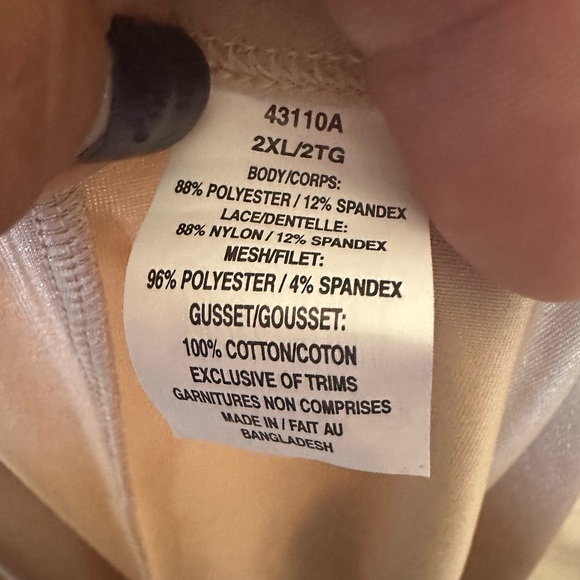 43110A
2XL/2TG
BODY/CORPS:
88% POLYESTER / 12% SPANDEX
LACE/DENTELLE:
88% NYLON / 12% SPANDEX
MESH/FILET:
96% POLYESTER / 4% SPANDEX
GUSSET/GOUSSET:
100% COTTON/COTON
EXCLUSIVE OF TRIMS
GARNITURES NON COMPRISES
MADE IN / FAIT AU
BANGLADESH